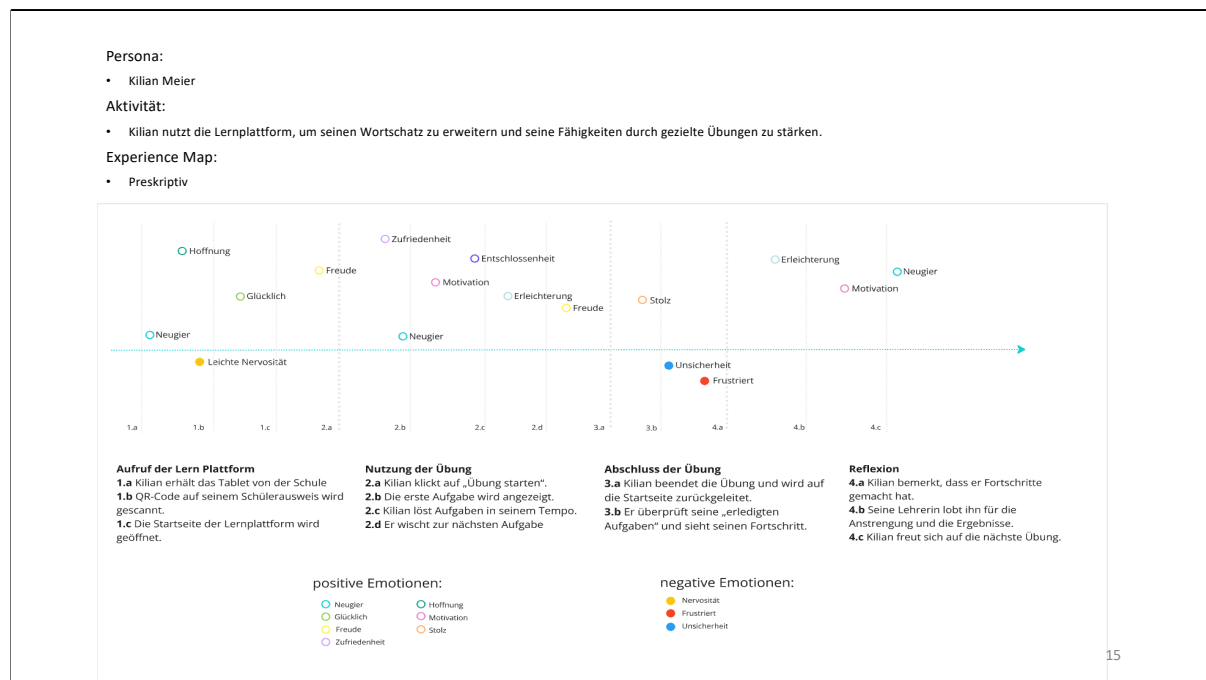 Persona:
• Kilian Meier
Aktivität:
• Kilian nutzt die Lernplattform, um seinen Wortschatz zu erweitern und seine Fähigkeiten durch gezielte Übungen zu stärken.
Experience Map:
• Preskriptiv
Zufriedenheit
Hoffnung
Entschlossenheit
Erleichterung
Freude
Neugier
Motivation
Motivation
Glücklich
Erleichterung
Stolz
Freude
Neugier
Neugier
Leichte Nervosität
Unsicherheit
Frustriert
1.a 1.b 1.c 2.a 2.b 2.c 2.d 3.a 3.b 4.a 4.b 4.c
Aufruf der Lern Plattform
1.a Kilian erhält das Tablet von der Schule
1.b QR-Code auf seinem Schülerausweis wird
gescannt.
1.c Die Startseite der Lernplattform wird
geöffnet.
Nutzung der Übung
2.a Kilian klickt auf „Übung starten“.
2.b Die erste Aufgabe wird angezeigt.
2.c Kilian löst Aufgaben in seinem Tempo.
2.d Er wischt zur nächsten Aufgabe
Abschluss der Übung
3.a Kilian beendet die Übung und wird auf
die Startseite zurückgeleitet.
3.b Er überprüft seine „erledigten
Aufgaben“ und sieht seinen Fortschritt.
Reflexion
4.a Kilian bemerkt, dass er Fortschritte
gemacht hat.
4.b Seine Lehrerin lobt ihn für die
Anstrengung und die Ergebnisse.
4.c Kilian freut sich auf die nächste Übung.
positive Emotionen:
Neugier
Glücklich
Freude
Zufriedenheit
Hoffnung
Motivation
Stolz
negative Emotionen:
Nervosität
Frustriert
Unsicherheit
15